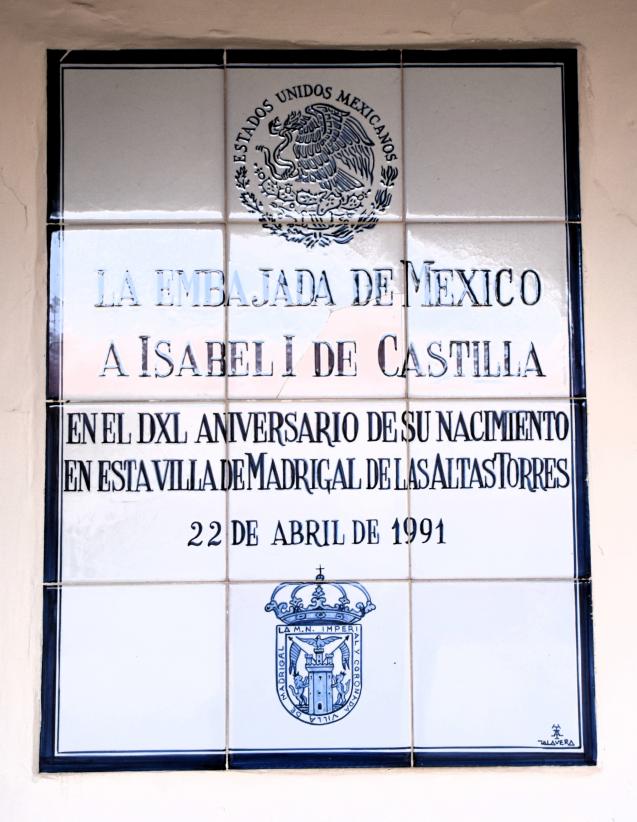 ESTADOS UNIDOS MEXICANOS
LA EMBAJADA DE MEXICO
A ISABEL I DE CASTILLA
EN EL DXL ANIVERSARIO DE SU NACIMIENTO
EN ESTA VILLA DE MADRIGAL DE LAS ALTAS TORRES
22 DE ABRIL DE 1991
LA M.N. IMPERIAL Y CORONADA VILLA DE MADRIGAL
TALAVERA